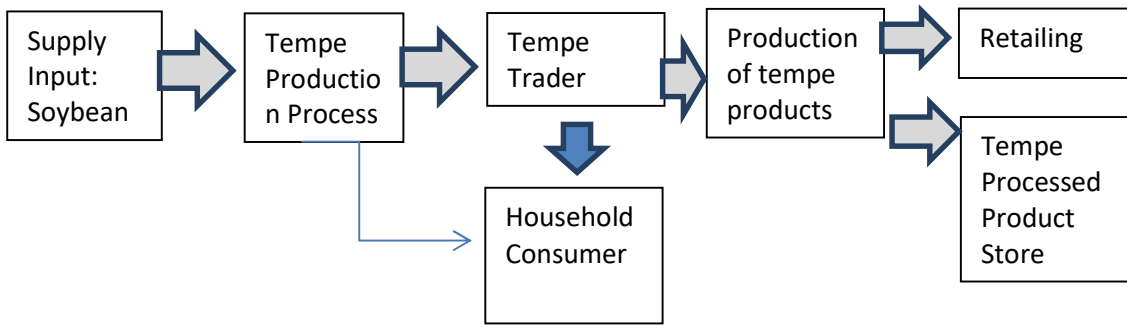 Supply
Input:
Soybean
Tempe
Productio
n Process
Tempe
Trader
Production
of tempe
products
Retailing
Tempe
Processed
Product
Store
Household
Consumer